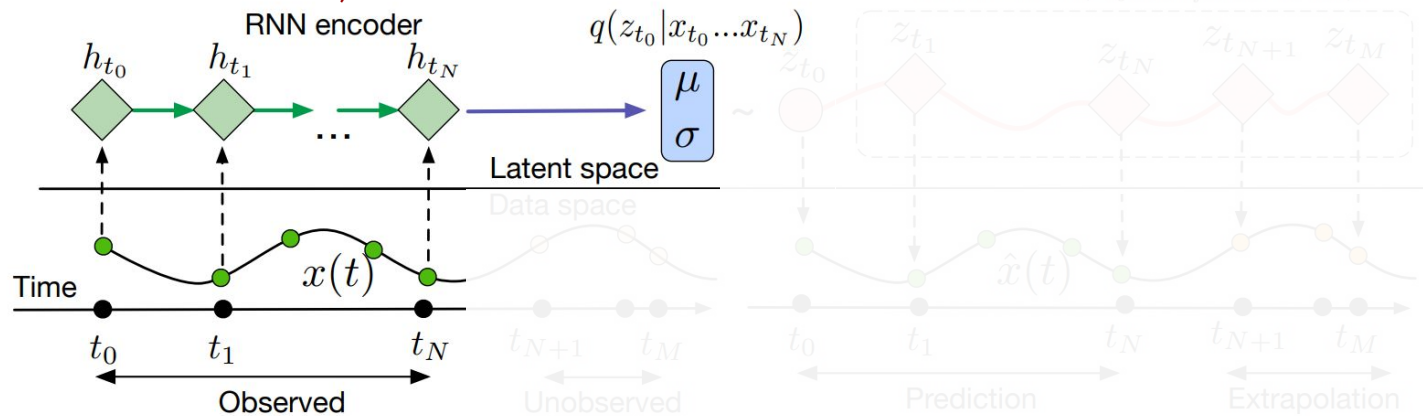 RNN encoder
q(z_{t_0}|x_{t_0}...x_{t_N})
h_{t_0} h_{t_1} h_{t_N}
z_{t_0} z_{t_1} z_{t_N} z_{t_{N+1}} z_{t_M}
...
μ
σ
~
Latent space
Data space
x(t) x̂(t)
Time
t_0 t_1 t_N t_{N+1} t_M t_0 t_1 t_N t_{N+1} t_M
Observed Unobserved Prediction Extrapolation